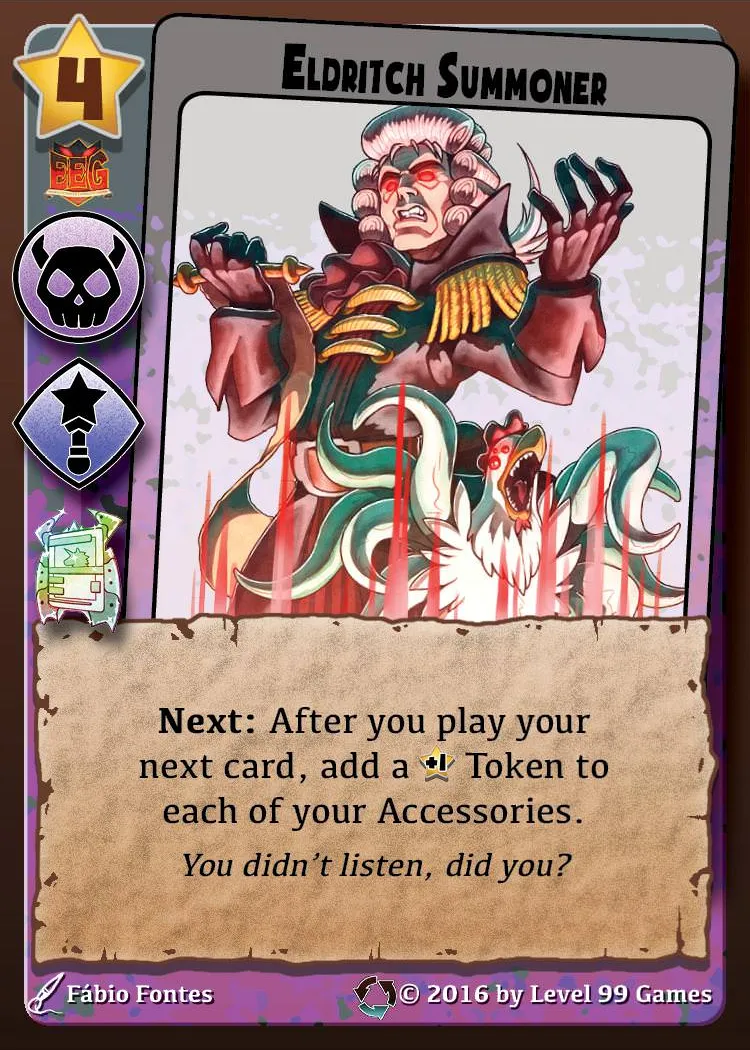 4
ELDRITCH SUMMONER
EEG
Next: After you play your
next card, add a +1 Token to
each of your Accessories.
You didn't listen, did you?
Fábio Fontes
© 2016 by Level 99 Games